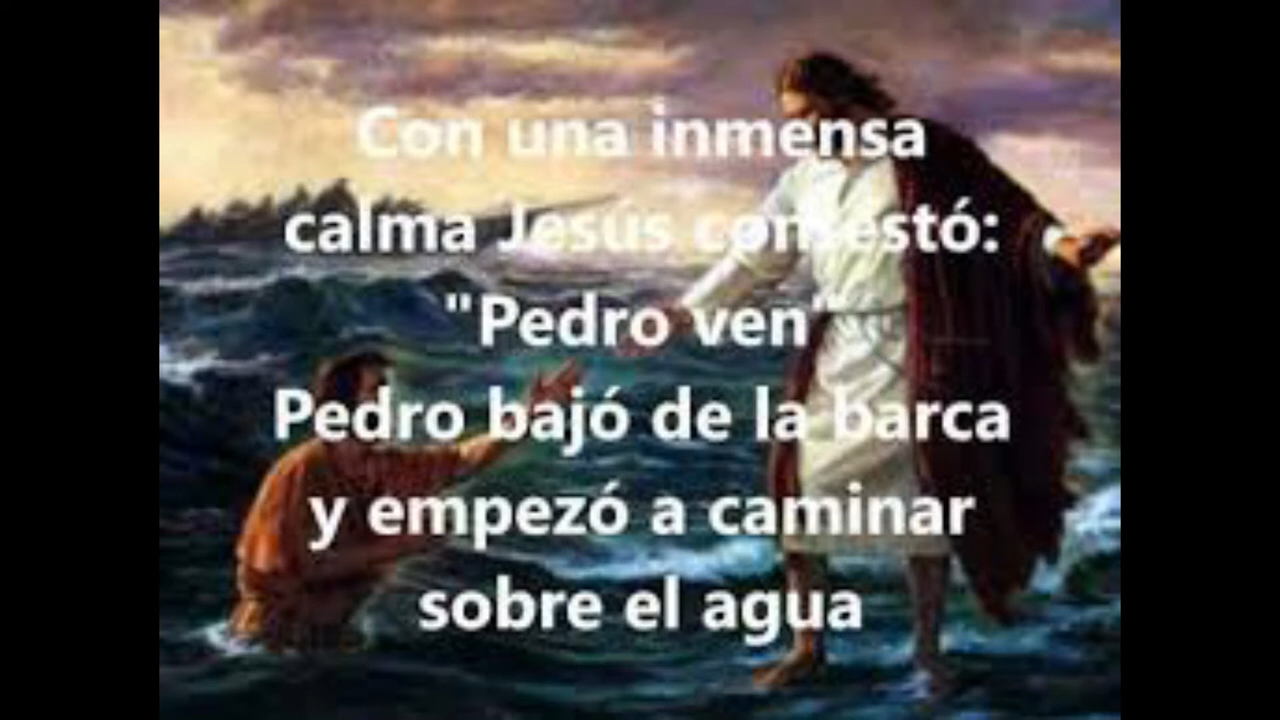 Con una inmensa
calma Jesús contestó:
"Pedro ven"
Pedro bajó de la barca
y empezó a caminar
sobre el agua